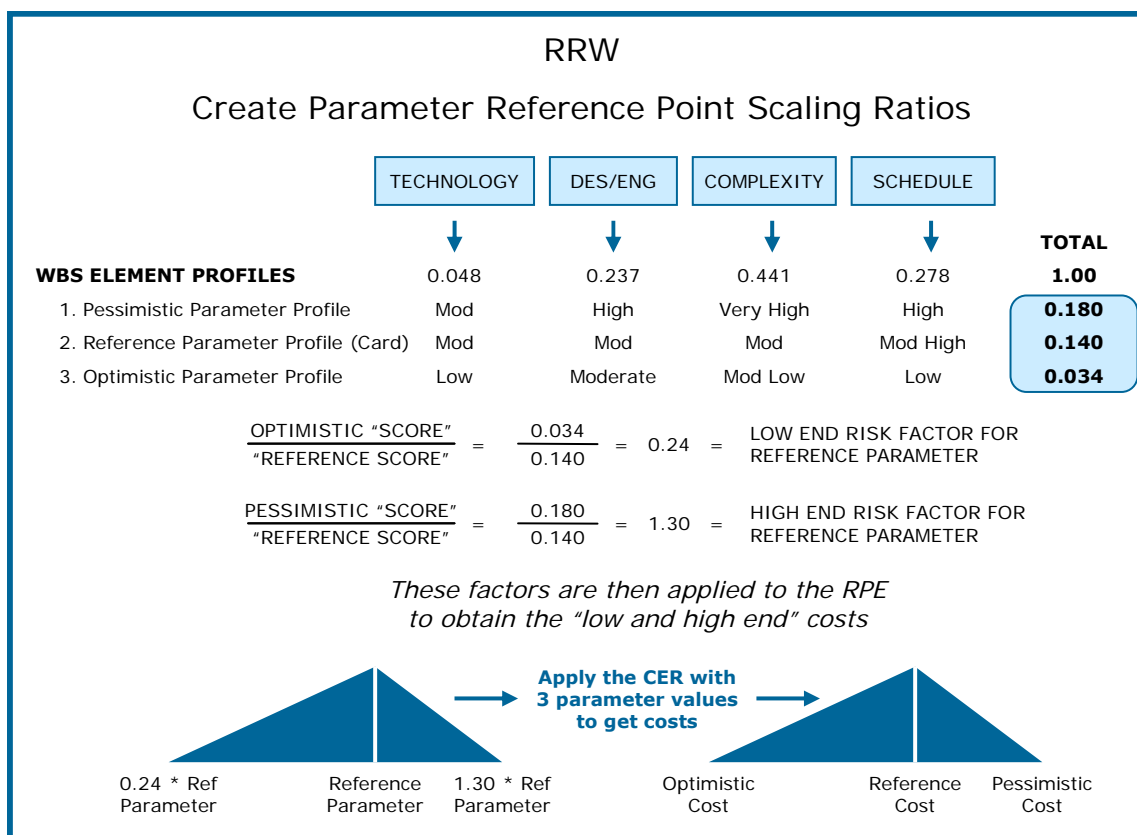 RRW
Create Parameter Reference Point Scaling Ratios
TECHNOLOGY DES/ENG COMPLEXITY SCHEDULE
TOTAL
WBS ELEMENT PROFILES 0.048 0.237 0.441 0.278 1.00
1. Pessimistic Parameter Profile Mod High Very High High 0.180
2. Reference Parameter Profile (Card) Mod Mod Mod Mod High 0.140
3. Optimistic Parameter Profile Low Moderate Mod Low Low 0.034
OPTIMISTIC “SCORE” 0.034 LOW END RISK FACTOR FOR
= = 0.24 =
“REFERENCE SCORE” 0.140 REFERENCE PARAMETER
PESSIMISTIC “SCORE” 0.180 HIGH END RISK FACTOR FOR
= = 1.30 =
“REFERENCE SCORE” 0.140 REFERENCE PARAMETER
These factors are then applied to the RPE
to obtain the “low and high end” costs
Apply the CER with
3 parameter values
to get costs
0.24 * Ref Reference 1.30 * Ref Optimistic Reference Pessimistic
Parameter Parameter Parameter Cost Cost Cost